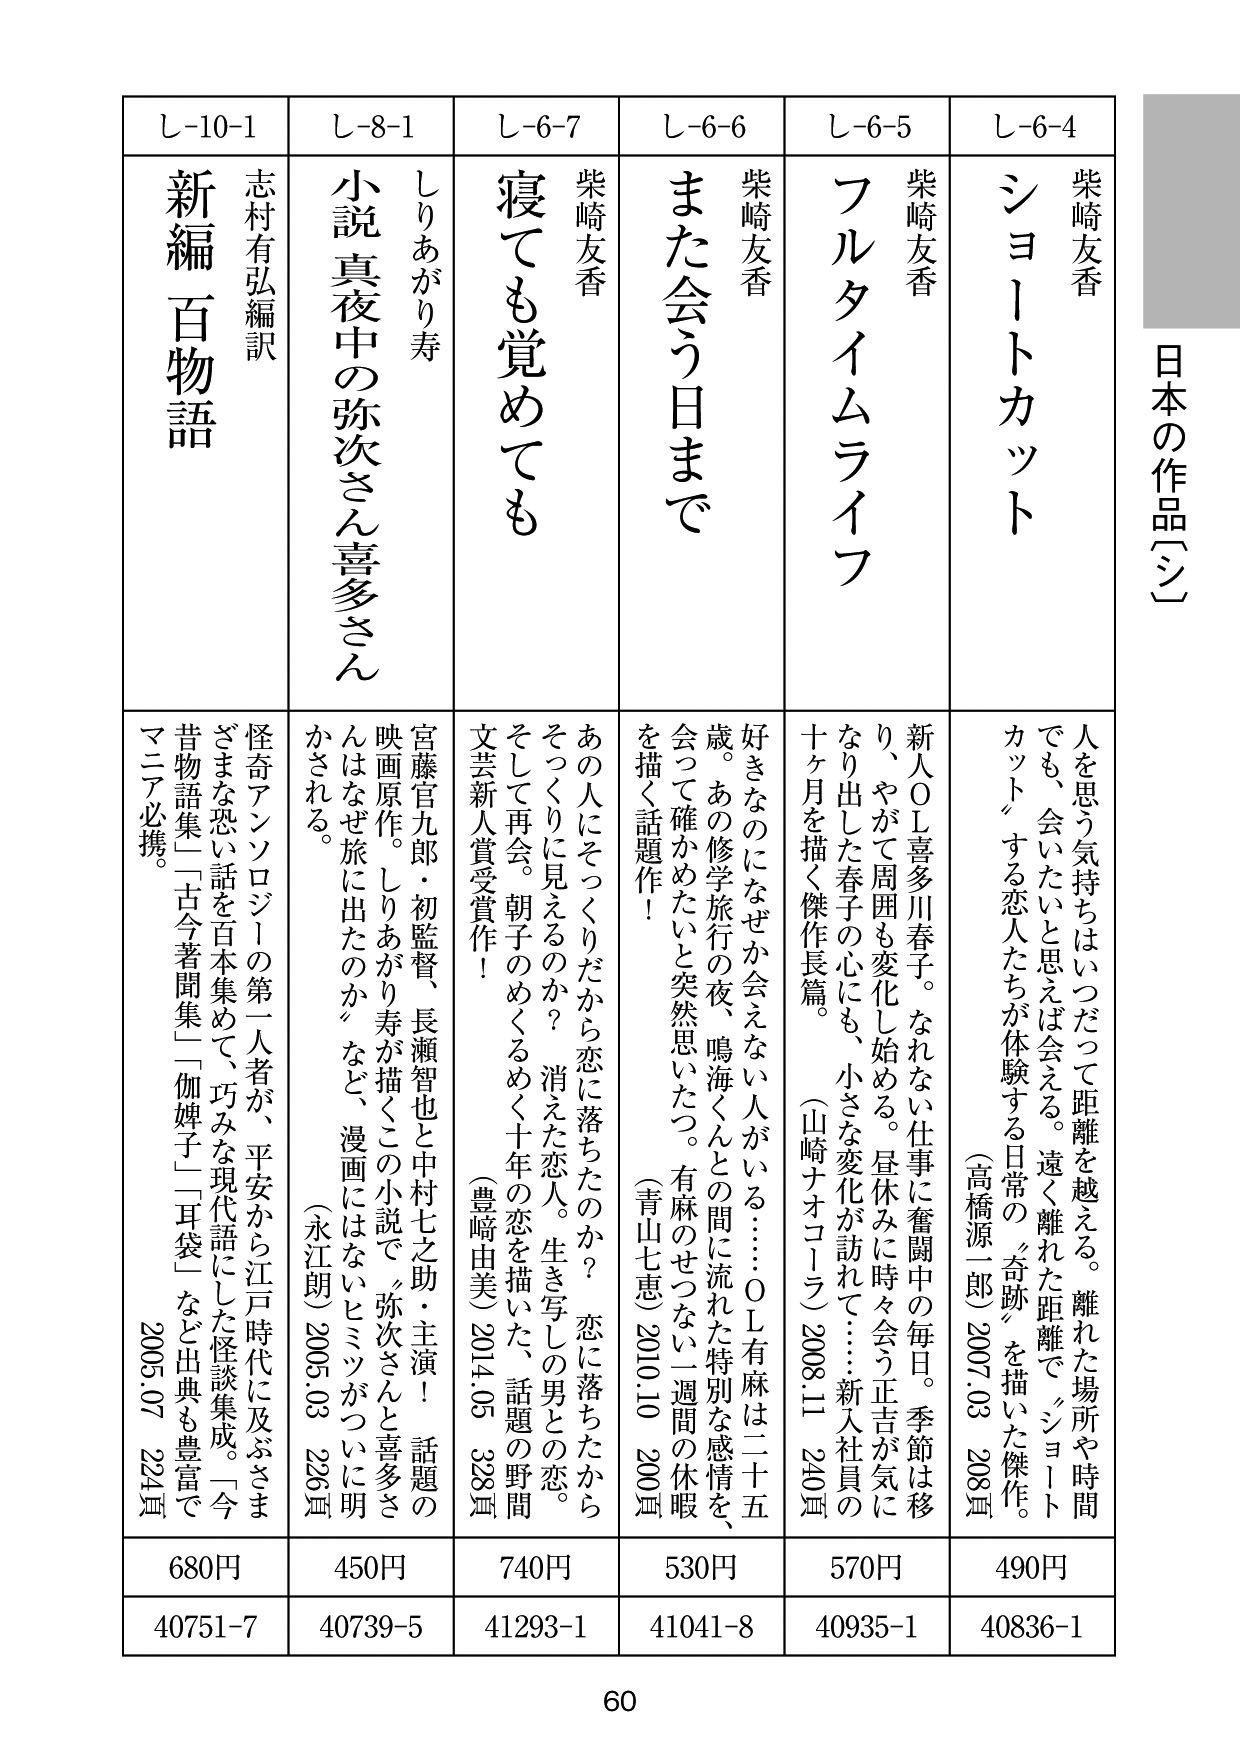 日本の作品〔シ〕
し-6-4
柴崎友香
ショートカット
人を思う気持ちはいつだって距離を越える。離れた場所や時間
でも、会いたいと思えば会える。遠く離れた距離で〝ショート
カット〟する恋人たちが体験する日常の〝奇跡〟を描いた傑作。
（高橋源一郎）2007.03 208頁
490円
40836-1
し-6-5
柴崎友香
フルタイムライフ
新人ＯＬ喜多川春子。なれない仕事に奮闘中の毎日。季節は移
り、やがて周囲も変化し始める。昼休みに時々会う正吉が気に
なり出した春子の心にも、小さな変化が訪れて……新入社員の
十ヶ月を描く傑作長篇。（山崎ナオコーラ）2008.11 240頁
570円
40935-1
し-6-6
柴崎友香
また会う日まで
好きなのになぜか会えない人がいる……ＯＬ有麻は二十五
歳。あの修学旅行の夜、鳴海くんとの間に流れた特別な感情を、
会って確かめたいと突然思いたつ。有麻のせつない一週間の休暇
を描く話題作！（青山七恵）2010.10 200頁
530円
41041-8
し-6-7
柴崎友香
寝ても覚めても
あの人にそっくりだから恋に落ちたのか？　恋に落ちたから
そっくりに見えるのか？　消えた恋人。生き写しの男との恋。
そして再会。朝子のめくるめく十年の恋を描いた、話題の野間
文芸新人賞受賞作！（豊﨑由美）2014.05 328頁
740円
41293-1
し-8-1
しりあがり寿
小説 真夜中の弥次さん喜多さん
宮藤官九郎・初監督、長瀬智也と中村七之助・主演！　話題の
映画原作。しりあがり寿が描くこの小説で〝弥次さんと喜多さ
んはなぜ旅に出たのか〟など、漫画にはないヒミツがついに明
かされる。（永江朗）2005.03 226頁
450円
40739-5
し-10-1
志村有弘編訳
新編 百物語
怪奇アンソロジーの第一人者が、平安から江戸時代に及ぶさま
ざまな恐い話を百本集めて、巧みな現代語にした怪談集成。「今
昔物語集」「古今著聞集」「伽婢子」「耳袋」など出典も豊富で
マニア必携。2005.07 224頁
680円
40751-7
60